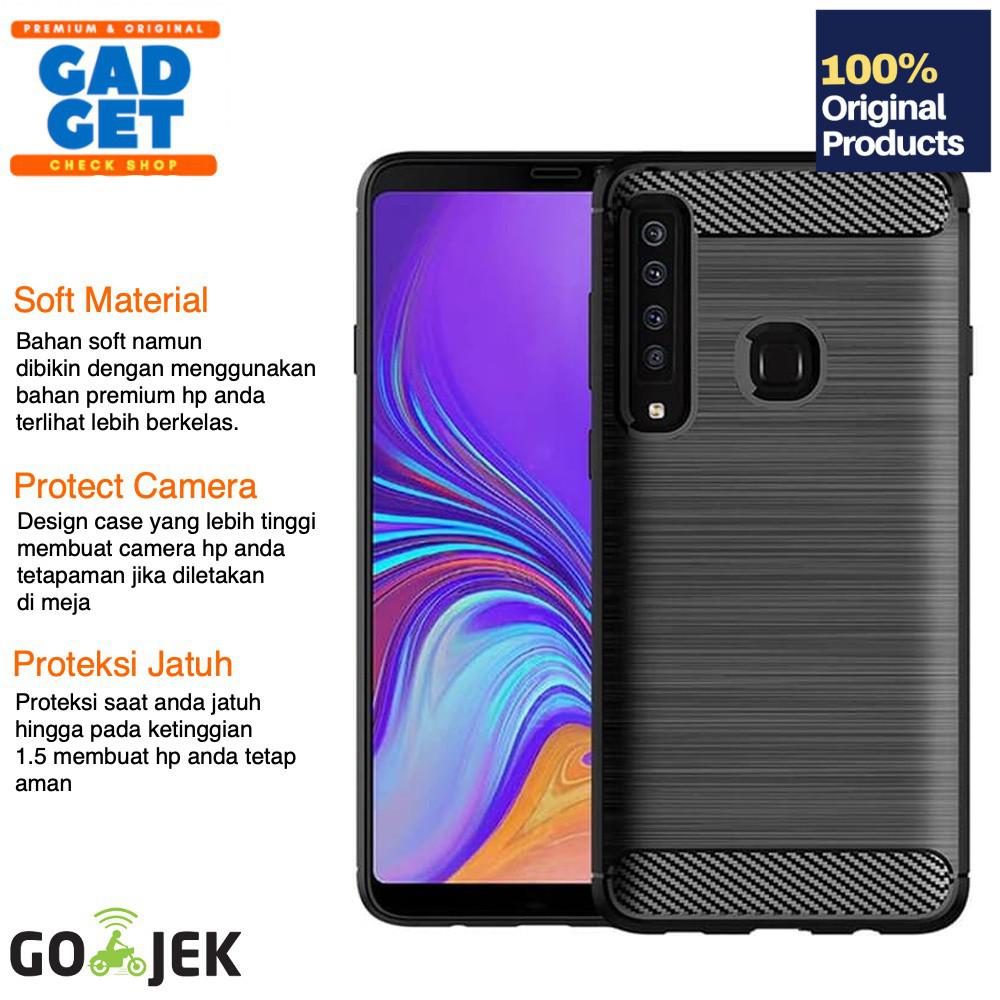 PREMIUM & ORIGINAL
GAD
GET
CHECK SHOP
100%
Original
Products
Soft Material
Bahan soft namun
dibikin dengan menggunakan
bahan premium hp anda
terlihat lebih berkelas.
Protect Camera
Design case yang lebih tinggi
membuat camera hp anda
tetapaman jika diletakan
di meja
Proteksi Jatuh
Proteksi saat anda jatuh
hingga pada ketinggian
1.5 membuat hp anda tetap
aman
GO JEK